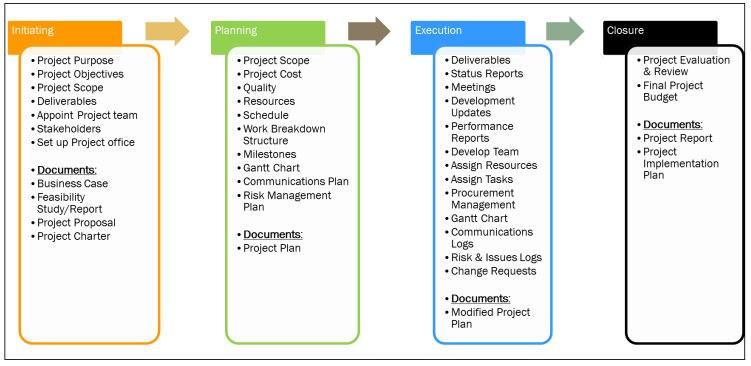 Initiating
• Project Purpose
• Project Objectives
• Project Scope
• Deliverables
• Appoint Project team
• Stakeholders
• Set up Project office
• Documents:
• Business Case
• Feasibility
Study/Report
• Project Proposal
• Project Charter
Planning
• Project Scope
• Project Cost
• Quality
• Resources
• Schedule
• Work Breakdown
Structure
• Milestones
• Gantt Chart
• Communications Plan
• Risk Management
Plan
• Documents:
• Project Plan
Execution
• Deliverables
• Status Reports
• Meetings
• Development
Updates
• Performance
Reports
• Develop Team
• Assign Resources
• Assign Tasks
• Procurement
Management
• Gantt Chart
• Communications
Logs
• Risk & Issues Logs
• Change Requests
• Documents:
• Modified Project
Plan
Closure
• Project Evaluation
& Review
• Final Project
Budget
• Documents:
• Project Report
• Project
Implementation
Plan